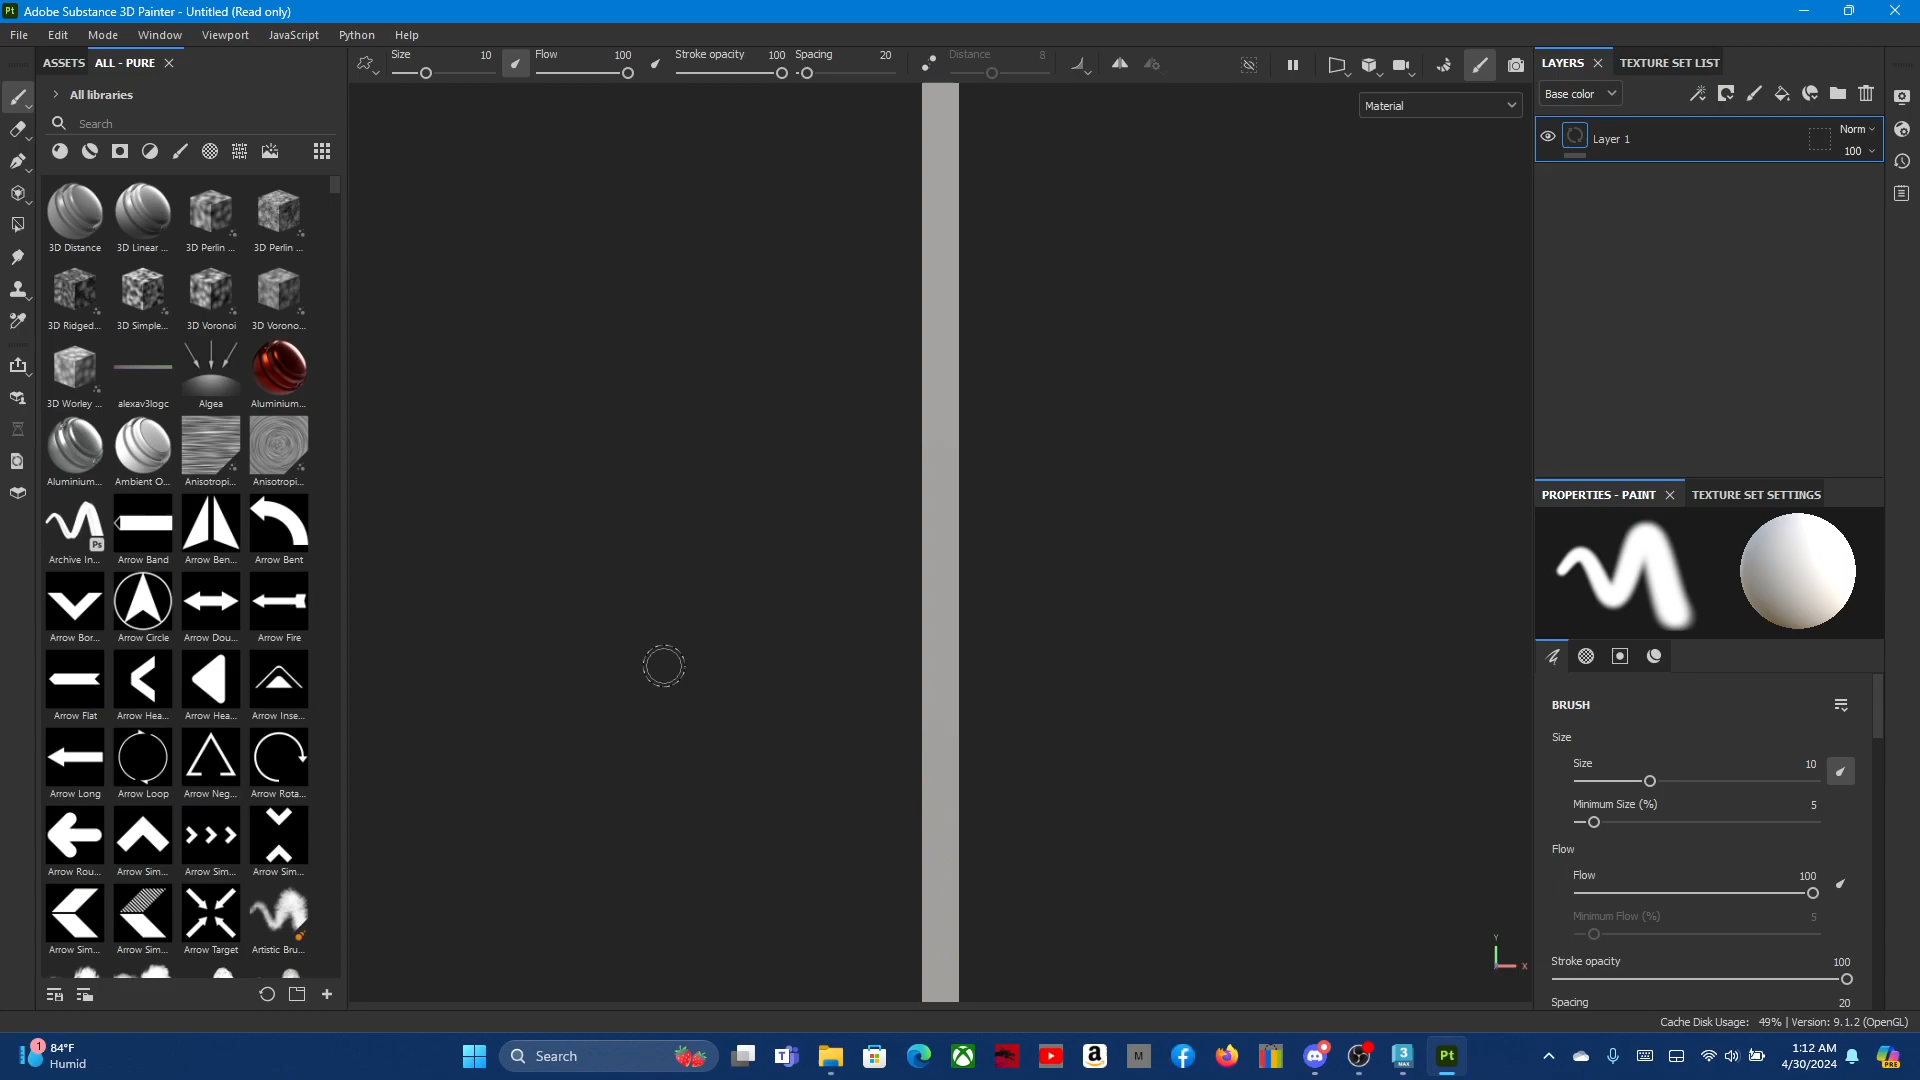 Pt Adobe Substance 3D Painter - Untitled (Read only)
File Edit Mode Window Viewport JavaScript Python Help
ASSETS ALL - PURE
Size 10 Flow 100 Stroke opacity 100 Spacing 20 Distance 8
LAYERS TEXTURE SET LIST
All libraries
Base color
Search
Material
Layer 1 Norm
100
3D Distance 3D Linear ... 3D Perlin ... 3D Perlin ...
3D Ridged... 3D Simple... 3D Voronoi 3D Vorono...
3D Worley ... alexav3logc Algea Aluminium...
Aluminium... Ambient O... Anisotropi... Anisotropi...
Ps
Archive In... Arrow Band Arrow Ben... Arrow Bent
Arrow Bor... Arrow Circle Arrow Dou... Arrow Fire
Arrow Flat Arrow Hea... Arrow Hea... Arrow Inse...
Arrow Long Arrow Loop Arrow Neg... Arrow Rota...
Arrow Rou... Arrow Sim... Arrow Sim... Arrow Sim...
Arrow Sim... Arrow Sim... Arrow Target Artistic Bru...
PROPERTIES - PAINT TEXTURE SET SETTINGS
BRUSH
Size
Size 10
Minimum Size (%) 5
Flow
Flow 100
Minimum Flow (%) 5
Stroke opacity 100
Spacing 20
Y
X
Cache Disk Usage: 49% | Version: 9.1.2 (OpenGL)
1
84°F
Humid
Search
M
3
MAX
Pt
1:12 AM
4/30/2024
PRE